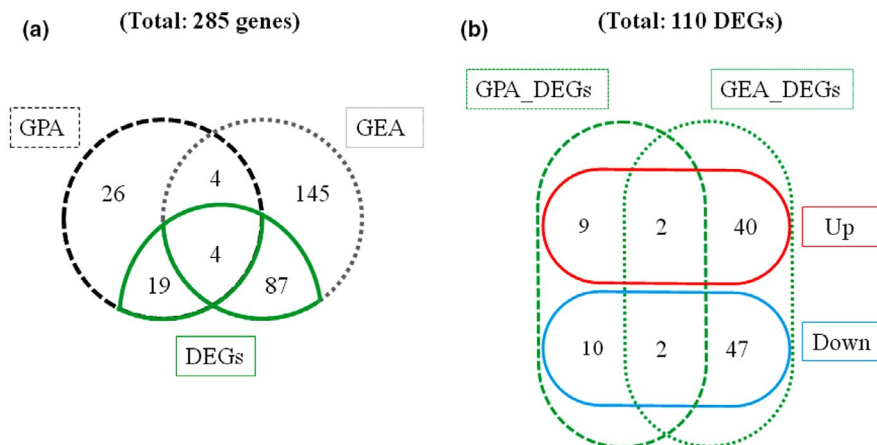 (a)
(Total: 285 genes)
GPA
GEA
26
4
145
4
19
87
DEGs
(b)
(Total: 110 DEGs)
GPA_DEGs
GEA_DEGs
9
2
40
Up
10
2
47
Down